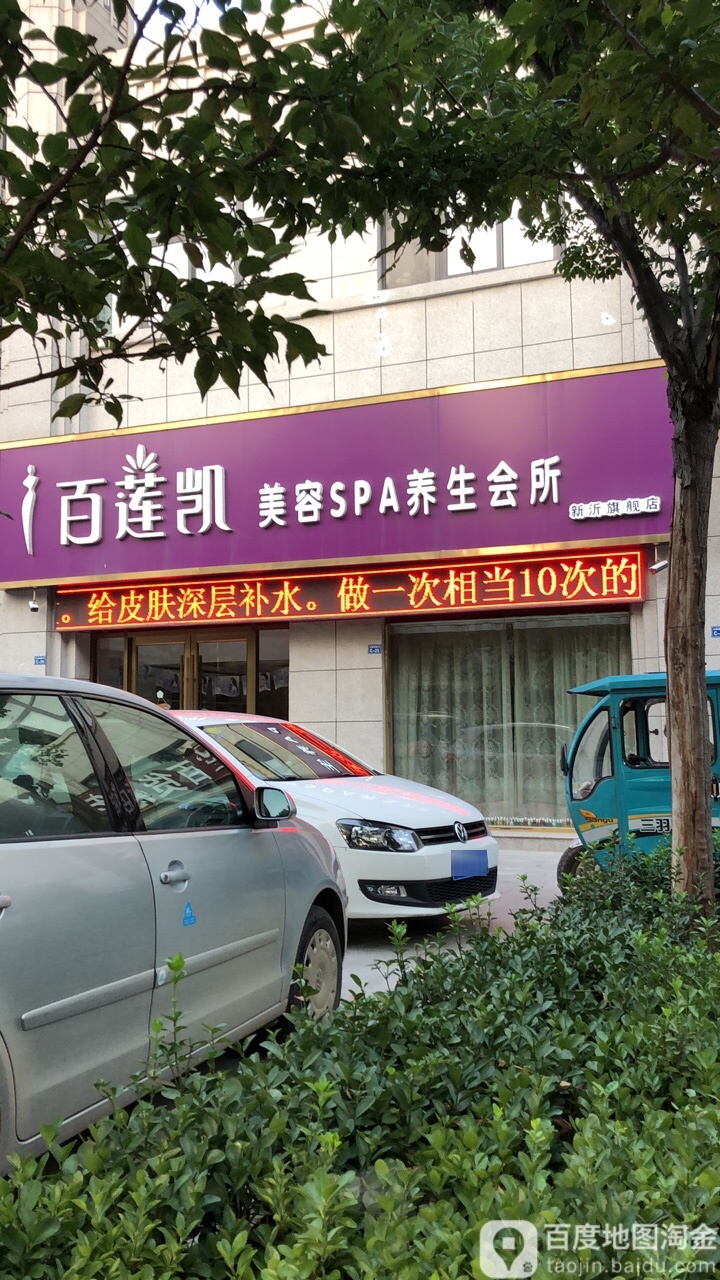 百莲凯 美容SPA养生会所
新沂旗舰店
。给皮肤深层补水。做一次相当10次的
三羽
百度地图淘金
taojin.baidu.com